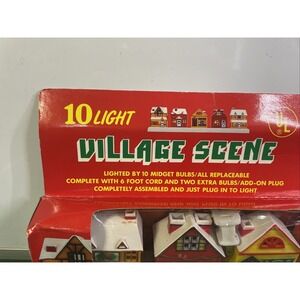 10 LIGHT
VILLAGE SCENE
LIGHTED BY 10 MIDGET BULBS/ALL REPLACEABLE
COMPLETE WITH 6 FOOT CORD AND TWO EXTRA BULBS/ADD-ON PLUG
COMPLETELY ASSEMBLED AND JUST PLUG IN TO LIGHT